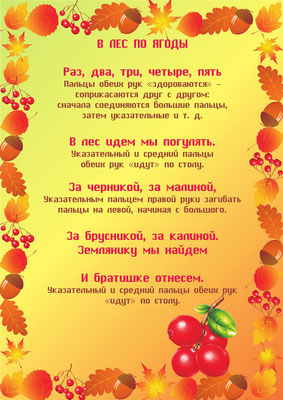 В ЛЕС ПО ЯГОДЫ
Раз, два, три, четыре, пять
Пальцы обеих рук «здороваются» -
соприкасаются друг с другом:
сначала соединяются большие пальцы,
затем указательные и т. д.
В лес идем мы погулять.
Указательный и средний пальцы
обеих рук «идут» по столу.
За черникой, за малиной,
Указательным пальцем правой руки загибать
пальцы на левой, начиная с большого.
За брусникой, за калиной.
Землянику мы найдем
И братишке отнесем.
Указательный и средний пальцы обеих рук
«идут» по столу.